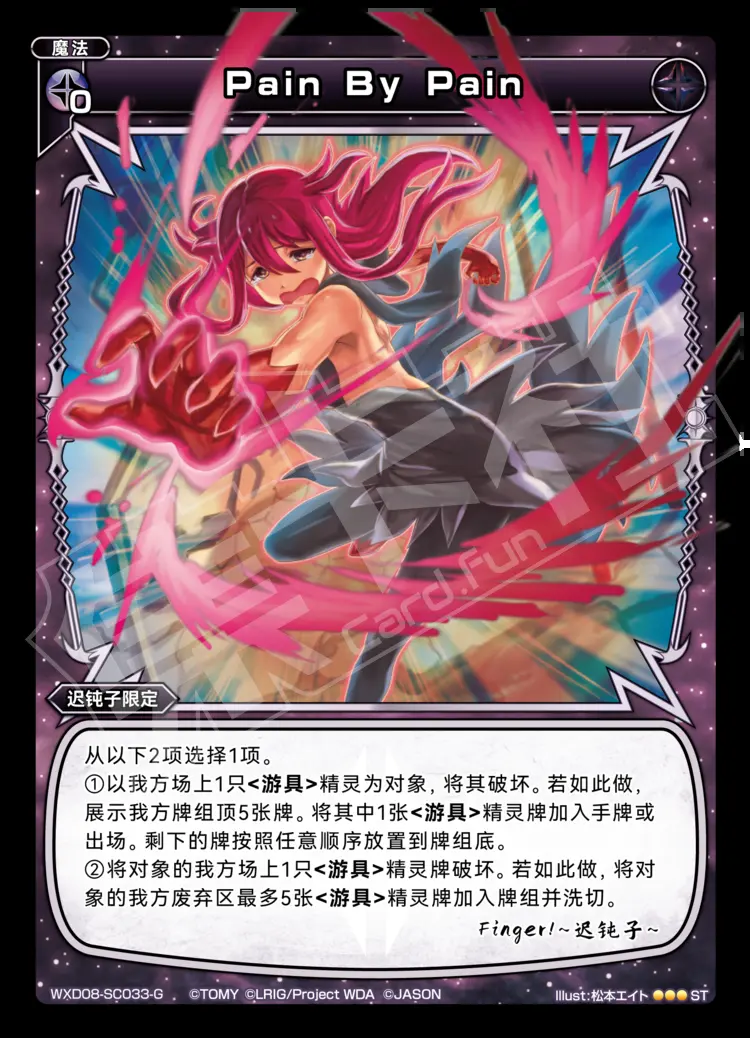 魔法
0
Pain By Pain
集卡社
Card.fun
迟钝子限定
从以下2项选择1项。
①以我方场上1只<游具>精灵为对象，将其破坏。若如此做，
展示我方牌组顶5张牌。将其中1张<游具>精灵牌加入手牌或
出场。剩下的牌按照任意顺序放置到牌组底。
②将对象的我方场上1只<游具>精灵牌破坏。若如此做，将对
象的我方废弃区最多5张<游具>精灵牌加入牌组并洗切。
Finger!~迟钝子~
WXD08-SC033-G ©TOMY ©LRIG/Project WDA ©JASON
Illust:松本エイト ST